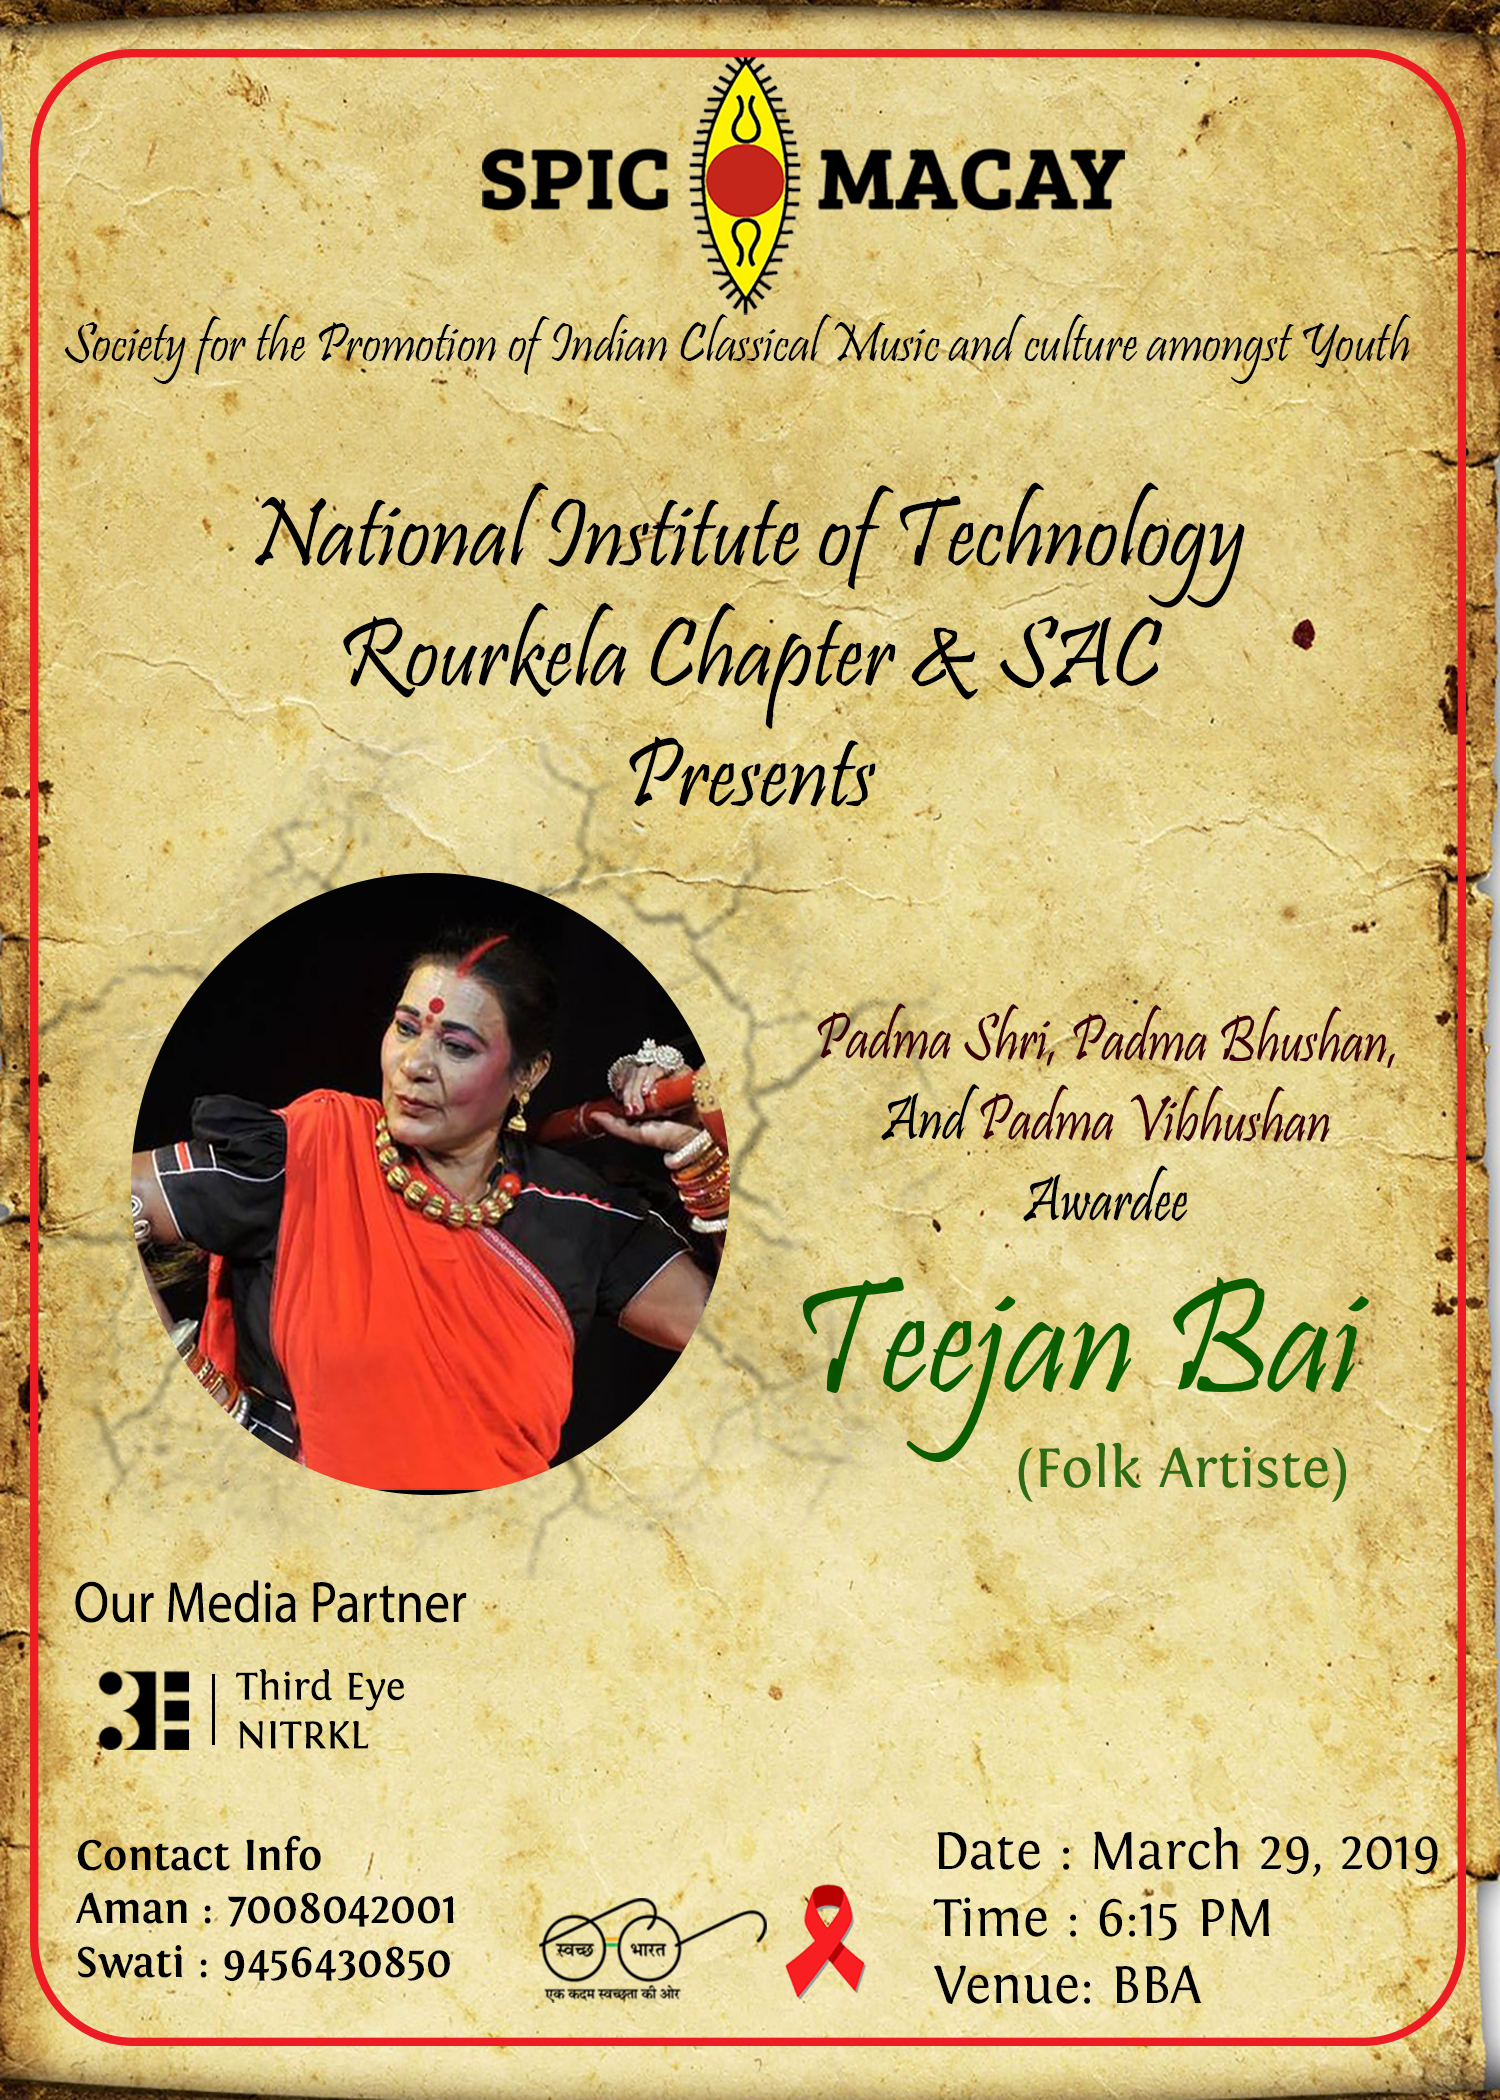 SPIC MACAY
Society for the Promotion of Indian Classical Music and culture amongst Youth
National Institute of Technology
Rourkela Chapter & SAC
Presents
Padma Shri, Padma Bhushan,
And Padma Vibhushan
Awardee
Teejan Bai
(Folk Artiste)
Our Media Partner
3E
Third Eye
NITRKL
Contact Info
Aman : 7008042001
Swati : 9456430850
स्वच्छ भारत
एक कदम स्वच्छता की ओर
Date : March 29, 2019
Time : 6:15 PM
Venue: BBA